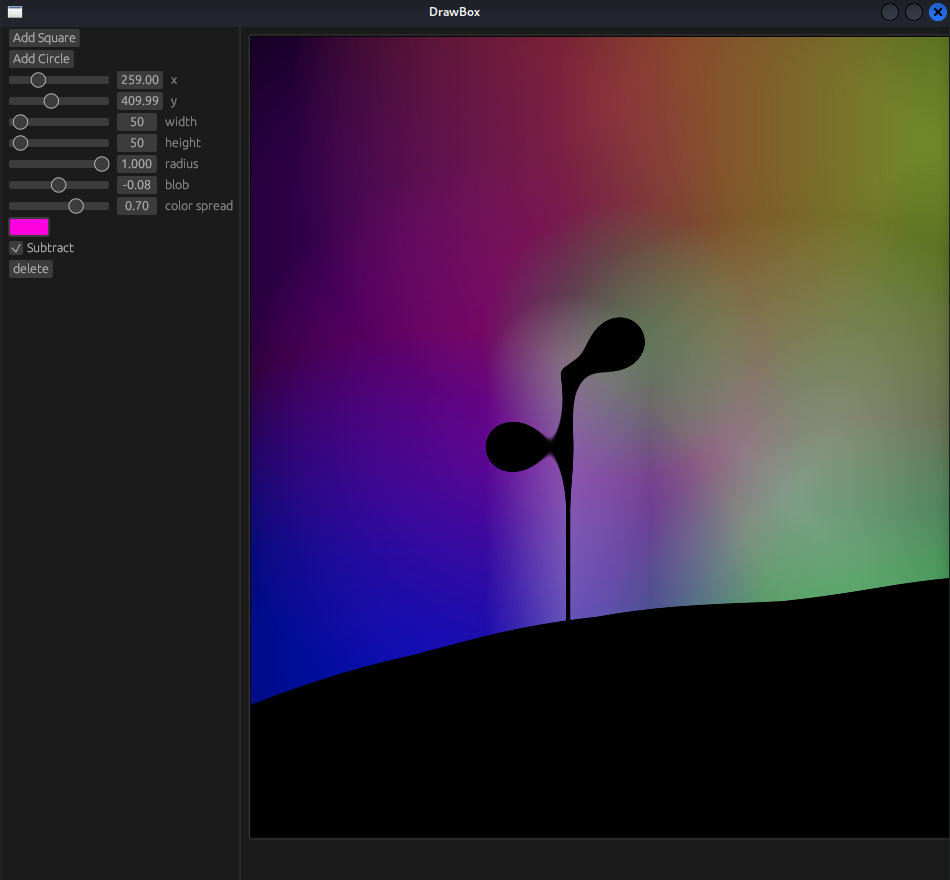 DrawBox
Add Square
Add Circle
259.00 x
409.99 y
50 width
50 height
1.000 radius
-0.08 blob
0.70 color spread
Subtract
delete